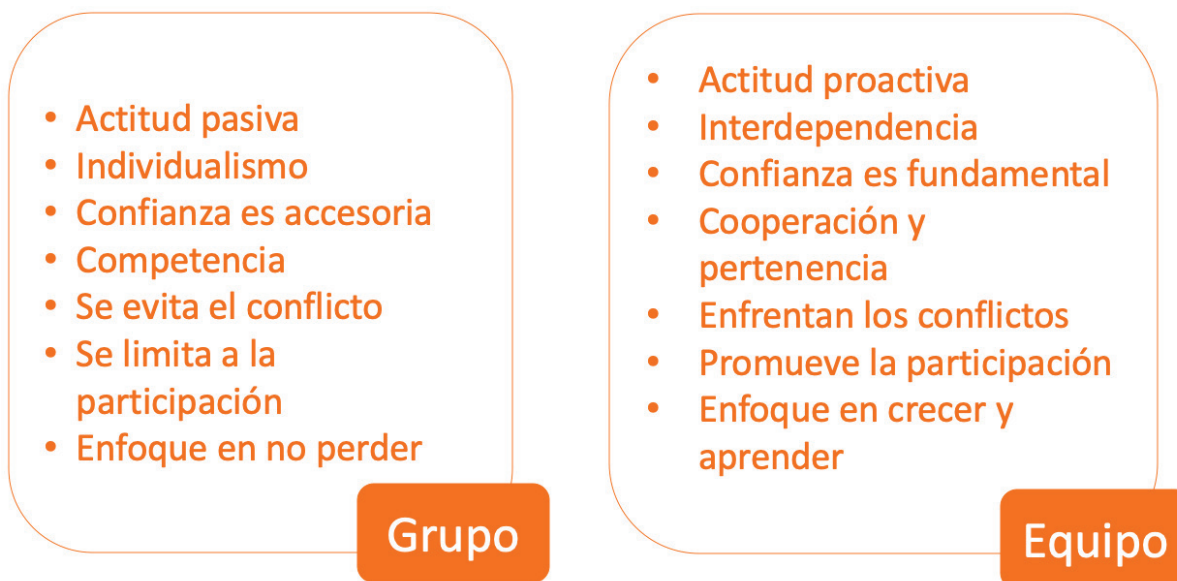 • Actitud pasiva
• Individualismo
• Confianza es accesoria
• Competencia
• Se evita el conflicto
• Se limita a la
participación
• Enfoque en no perder
Grupo
• Actitud proactiva
• Interdependencia
• Confianza es fundamental
• Cooperación y
pertenencia
• Enfrentan los conflictos
• Promueve la participación
• Enfoque en crecer y
aprender
Equipo